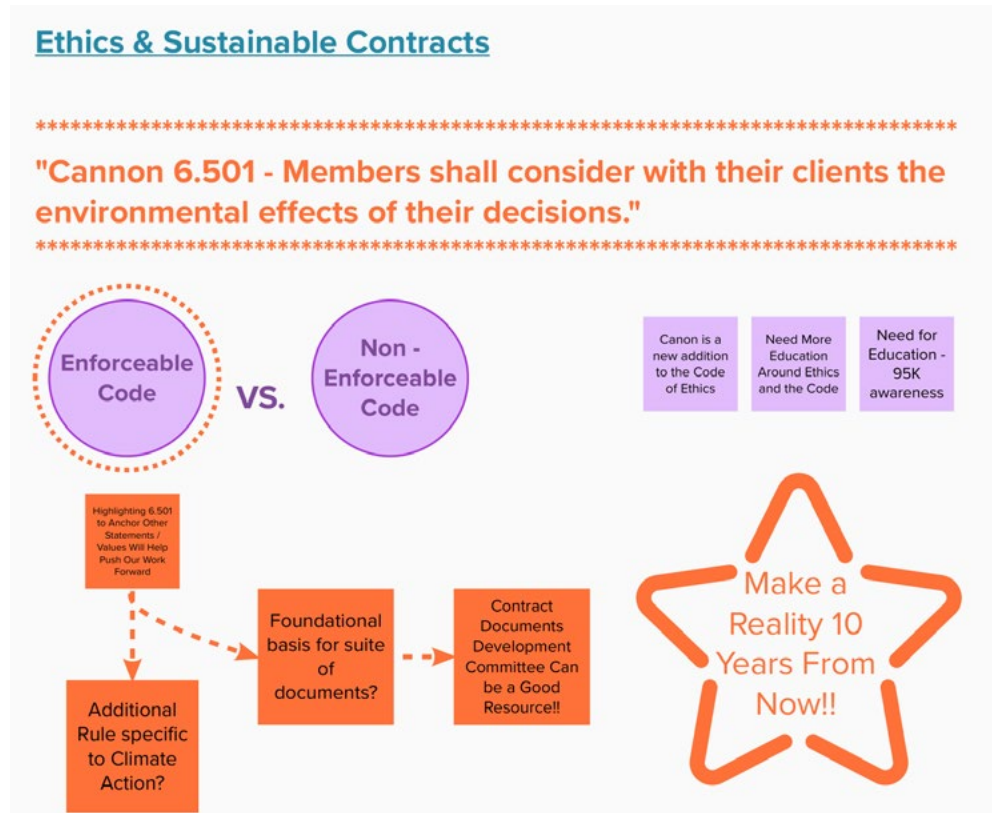 Ethics & Sustainable Contracts
********************************************************************************
"Cannon 6.501 - Members shall consider with their clients the
environmental effects of their decisions."
********************************************************************************
Enforceable
Code
VS.
Non -
Enforceable
Code
Canon is a
new addition
to the Code
of Ethics
Need More
Education
Around Ethics
and the Code
Need for
Education -
95K
awareness
Highlighting 6.501
to Anchor Other
Statements /
Values Will Help
Push Our Work
Forward
Additional
Rule specific
to Climate
Action?
Foundational
basis for suite
of
documents?
Contract
Documents
Development
Committee Can
be a Good
Resource!!
Make a
Reality 10
Years From
Now!!